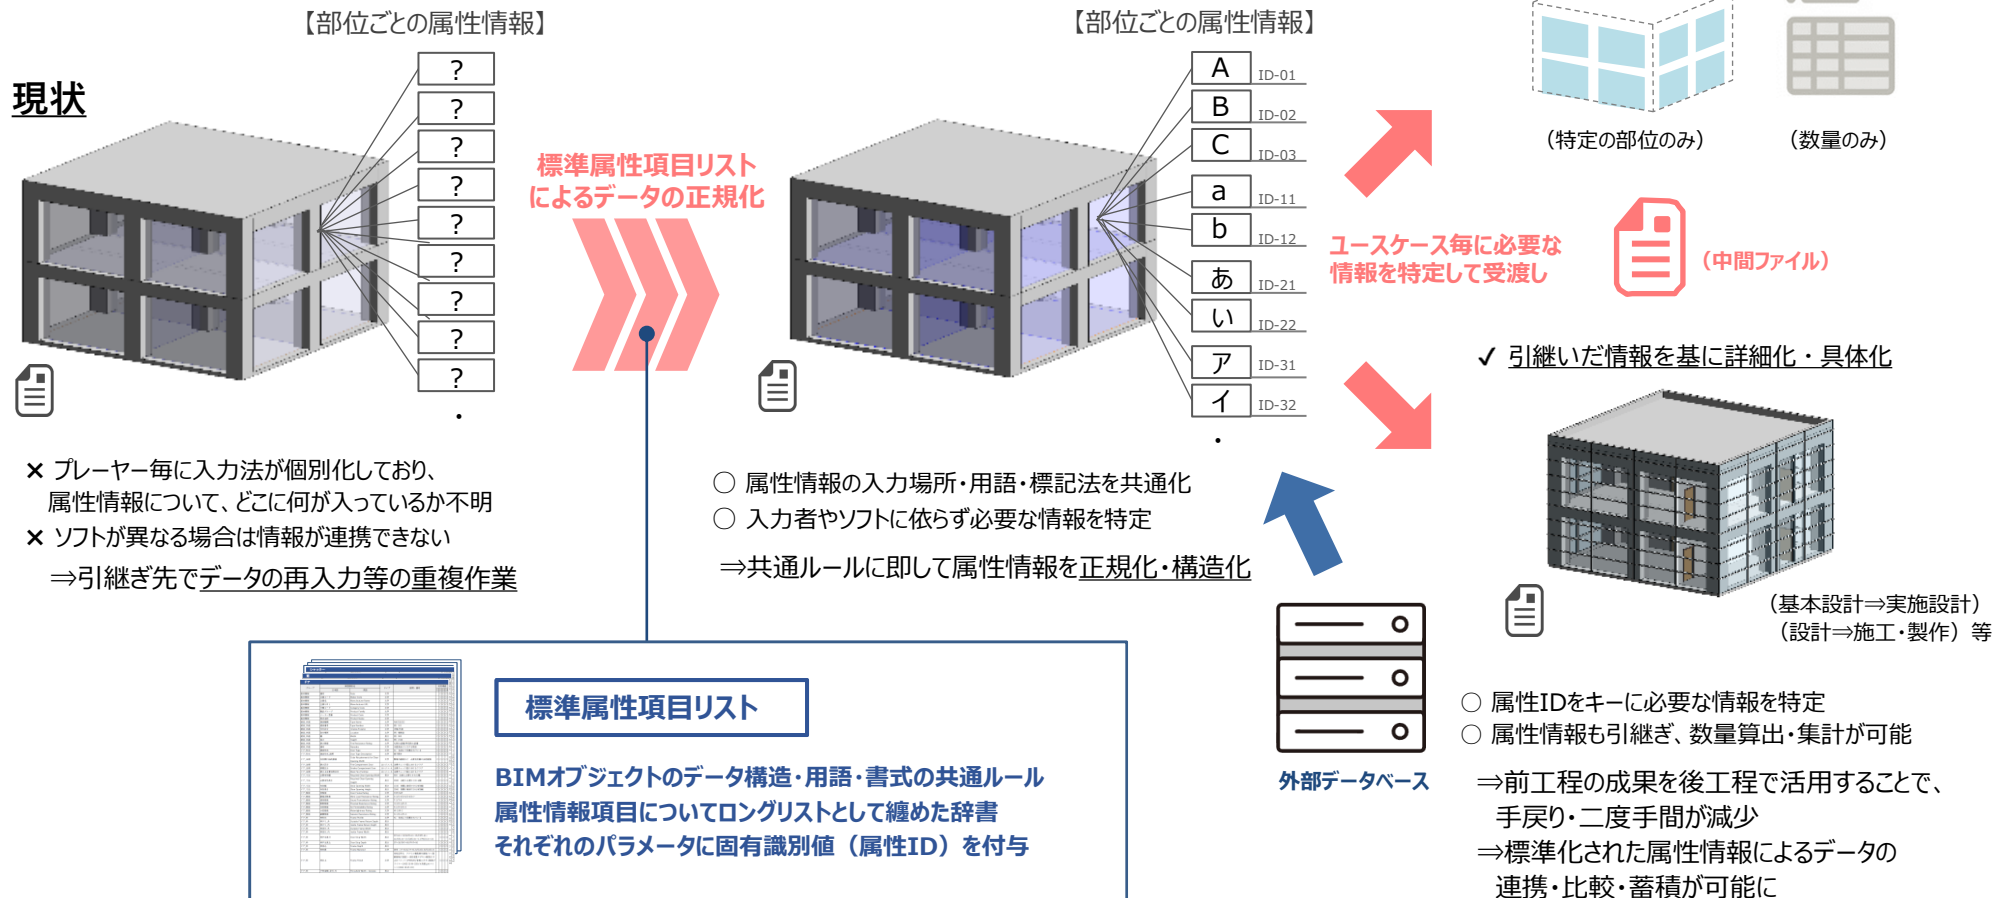 現状
【部位ごとの属性情報】
?
?
?
?
?
?
?
?
?
・
× プレーヤー毎に入力法が個別化しており、
属性情報について、どこに何が入っているか不明
× ソフトが異なる場合は情報が連携できない
⇒引継ぎ先でデータの再入力等の重複作業
標準属性項目リスト
によるデータの正規化
【部位ごとの属性情報】
A ID-01
B ID-02
C ID-03
a ID-11
b ID-12
あ ID-21
い ID-22
ア ID-31
イ ID-32
・
○ 属性情報の入力場所・用語・標記法を共通化
○ 入力者やソフトに依らず必要な情報を特定
⇒共通ルールに即して属性情報を正規化・構造化
標準属性項目リスト
BIMオブジェクトのデータ構造・用語・書式の共通ルール
属性情報項目についてロングリストとして纏めた辞書
それぞれのパラメータに固有識別値（属性ID）を付与
外部データベース
（特定の部位のみ）
（数量のみ）
ユースケース毎に必要な
情報を特定して受渡し
（中間ファイル）
✓ 引継いだ情報を基に詳細化・具体化
（基本設計⇒実施設計）
（設計⇒施工・製作）等
○ 属性IDをキーに必要な情報を特定
○ 属性情報も引継ぎ、数量算出・集計が可能
⇒前工程の成果を後工程で活用することで、
手戻り・二度手間が減少
⇒標準化された属性情報によるデータの
連携・比較・蓄積が可能に